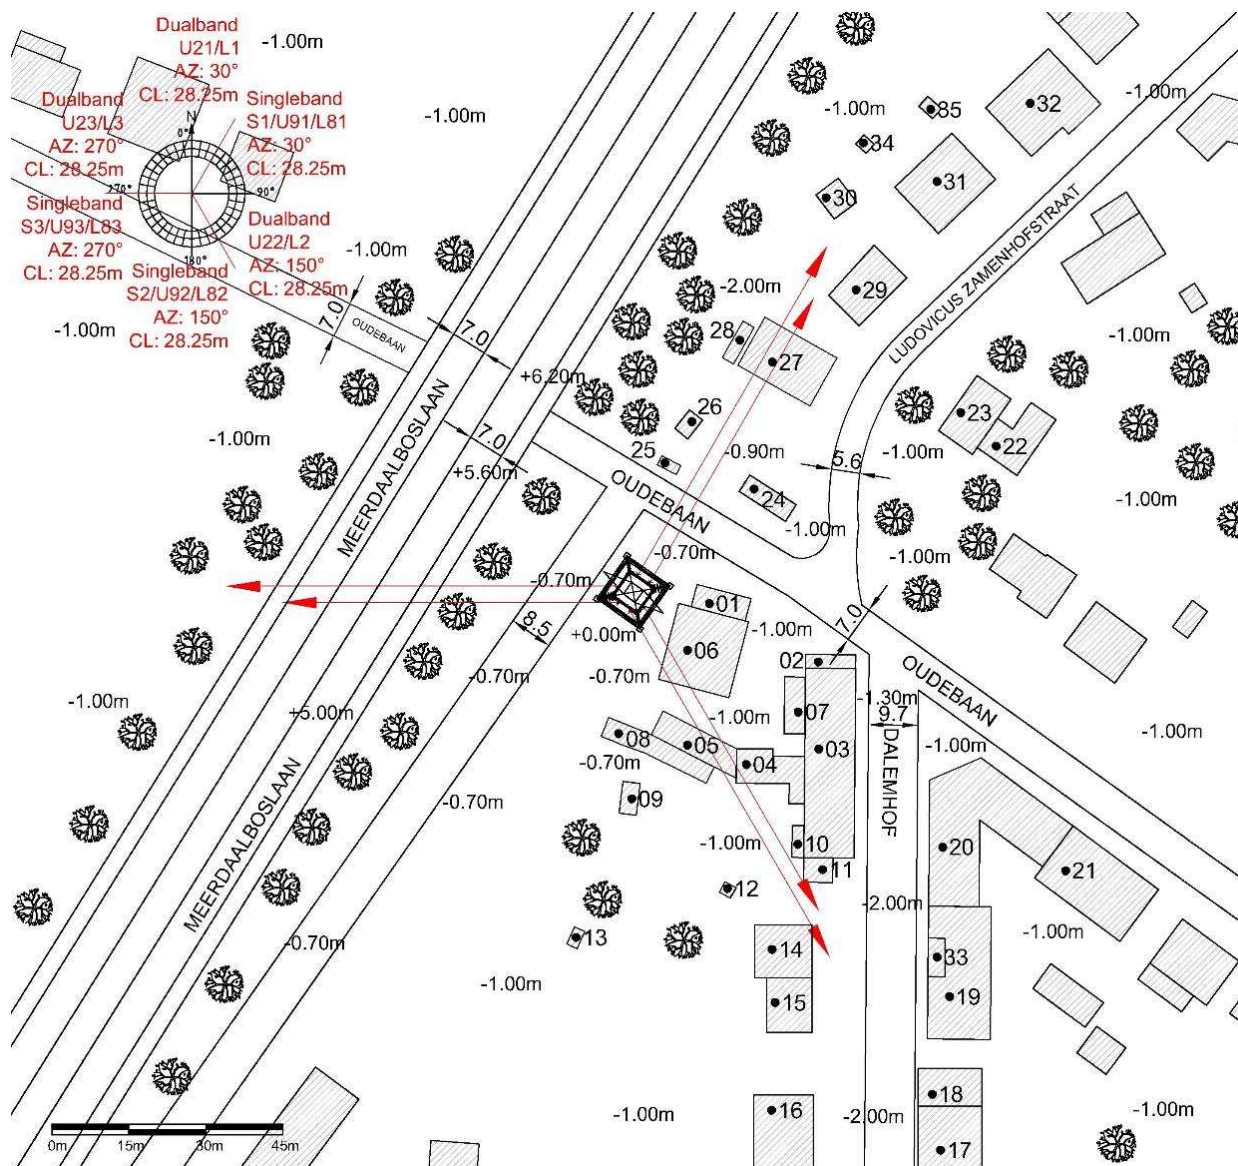 Dualband
U21/L1
AZ: 30°
CL: 28.25m
Dualband
U23/L3
AZ: 270°
CL: 28.25m
Singleband
S1/U91/L81
AZ: 30°
CL: 28.25m
N
0°
90°
180°
270°
Singleband
S3/U93/L83
AZ: 270°
CL: 28.25m
Dualband
U22/L2
AZ: 150°
CL: 28.25m
Singleband
S2/U92/L82
AZ: 150°
CL: 28.25m
-1.00m
-1.00m
-1.00m
-1.00m
-1.00m
-1.00m
35
32
34
31
30
29
-2.00m
28
27
7.0
OUDEBAAN
7.0
+6.20m
MEERDAALBOSLAAN
LUDOVICUS ZAMENHOFSTRAAT
-1.00m
-1.00m
26
25
-0.90m
24
23
22
-1.00m
5.6
7.0
+5.60m
OUDEBAAN
-1.00m
-1.00m
-1.00m
-0.70m
-0.70m
01
-1.00m
7.0
8.5
+0.00m
06
02
OUDEBAAN
-0.70m
-0.70m
-1.00m
+5.00m
-1.00m
07
-1.30m
9.7
08
05
03
-1.00m
-1.00m
-0.70m
04
DALEMHOF
09
-0.70m
MEERDAALBOSLAAN
-1.00m
10
20
11
21
12
-2.00m
13
-0.70m
14
33
-1.00m
-1.00m
15
19
18
16
-1.00m
-2.00m
-1.00m
17
0m
15m
30m
45m